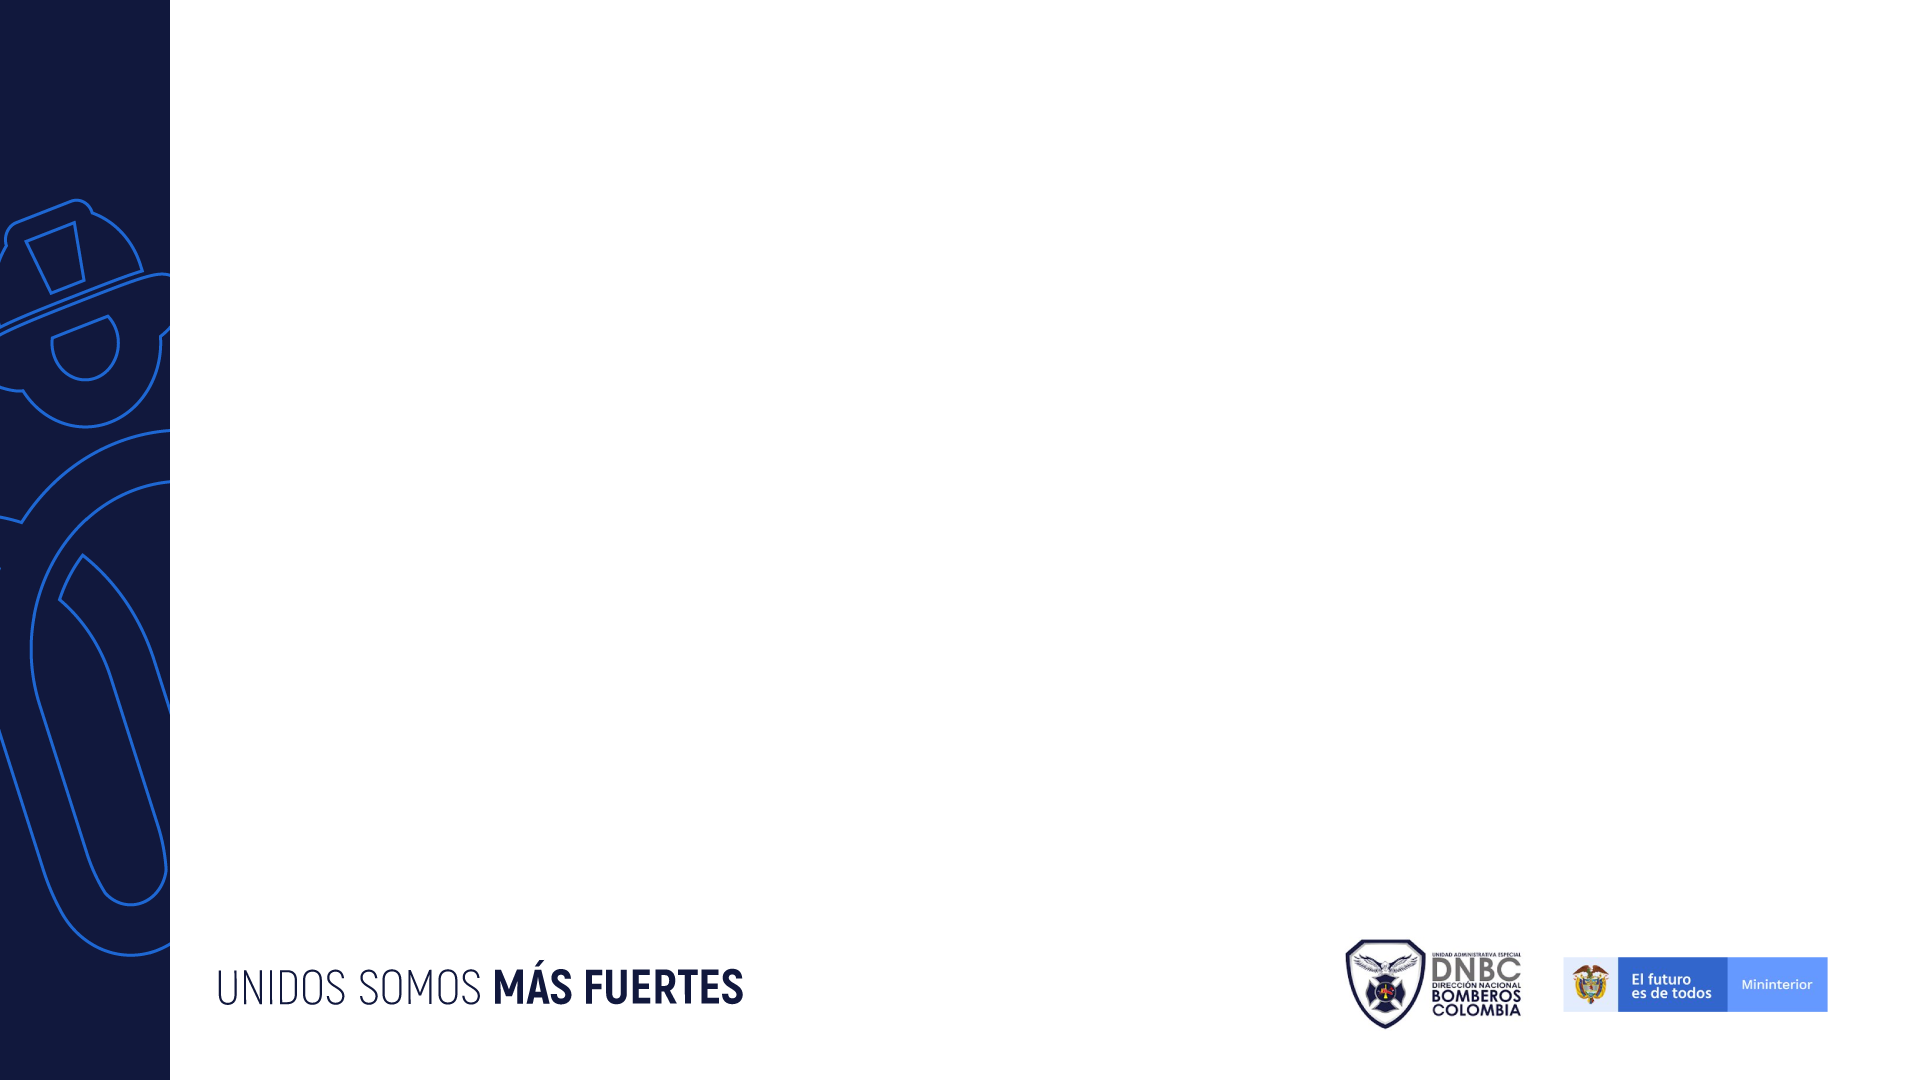 UNIDOS SOMOS MÁS FUERTES
UNIDAD ADMINISTRATIVA ESPECIAL
DNBC
DIRECCIÓN NACIONAL
BOMBEROS
COLOMBIA
El futuro
es de todos
Mininterior